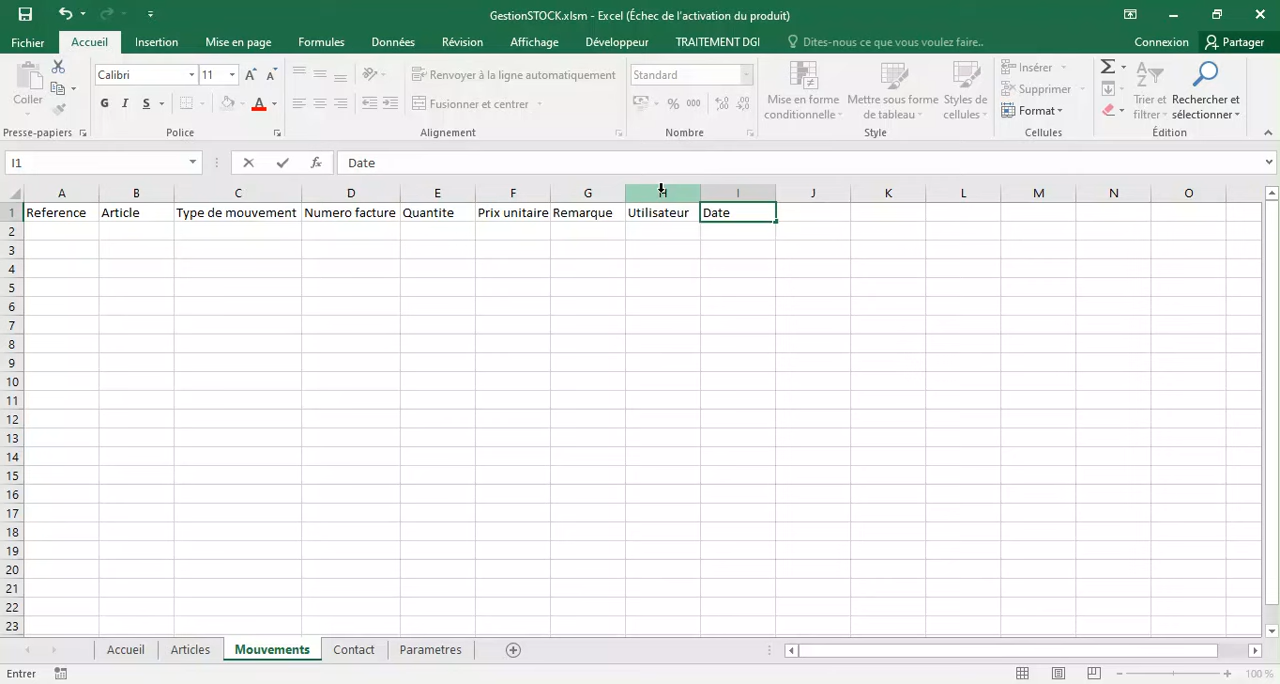 GestionSTOCK.xlsm - Excel (Échec de l'activation du produit)
Fichier Accueil Insertion Mise en page Formules Données Révision Affichage Développeur TRAITEMENT DGI Dites-nous ce que vous voulez faire.. Connexion Partager
Coller
Calibri 11
Renvoyer à la ligne automatiquement
Standard
Mise en forme conditionnelle
Mettre sous forme de tableau
Styles de cellules
Insérer
Supprimer
Format
Trier et filtrer
Rechercher et sélectionner
G I S A
Fusionner et centrer
% 000
Presse-papiers Police Alignement Nombre Style Cellules Édition
I1 fx Date
A B C D E F G H I J K L M N O
1 Reference Article Type de mouvement Numero facture Quantite Prix unitaire Remarque Utilisateur Date
2
3
4
5
6
7
8
9
10
11
12
13
14
15
16
17
18
19
20
21
22
23
Accueil Articles Mouvements Contact Parametres
Entrer 100 %